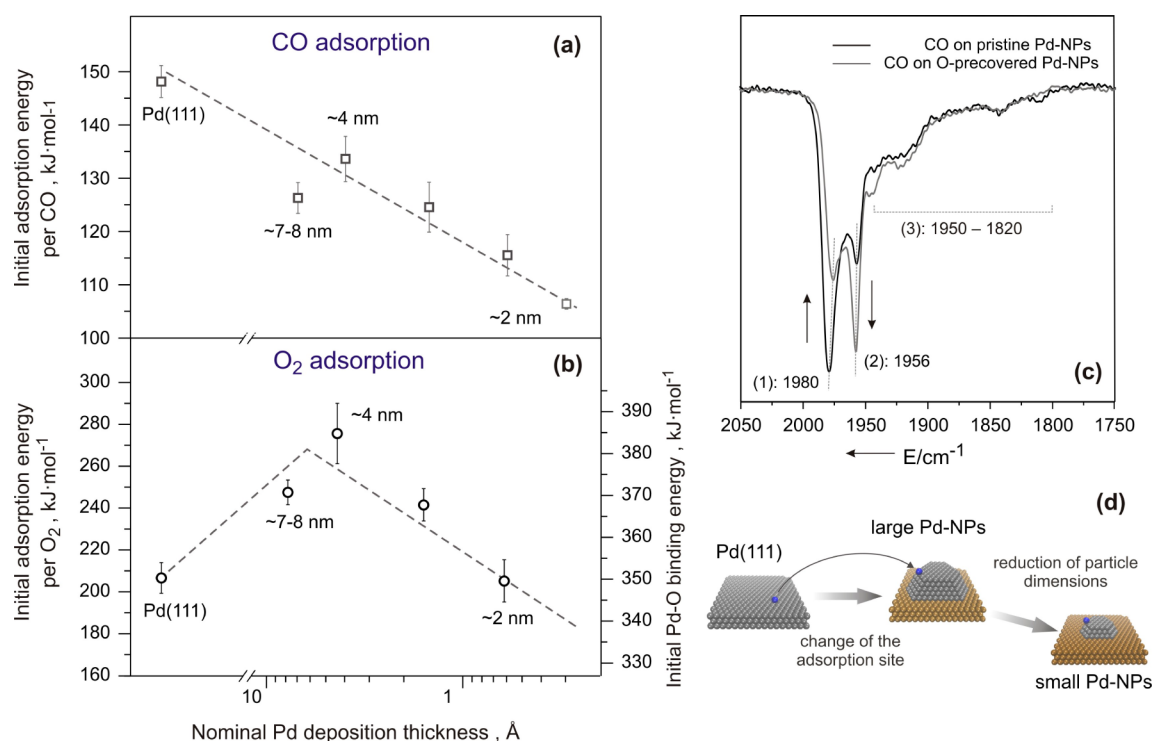 CO adsorption
(a)
Initial adsorption energy
per CO , kJ·mol-1
150
140
130
120
110
100
Pd(111)
~4 nm
~7-8 nm
~2 nm
O2 adsorption
(b)
Initial adsorption energy
per O2 , kJ·mol-1
300
280
260
240
220
200
180
160
~4 nm
~7-8 nm
Pd(111)
~2 nm
390
380
370
360
350
340
330
Initial Pd-O binding energy , kJ·mol-1
10
1
Nominal Pd deposition thickness , Å
CO on pristine Pd-NPs
CO on O-precovered Pd-NPs
(3): 1950 – 1820
(1): 1980
(2): 1956
(c)
2050 2000 1950 1900 1850 1800 1750
E/cm-1
(d)
large Pd-NPs
Pd(111)
reduction of particle
dimensions
change of the
adsorption site
small Pd-NPs